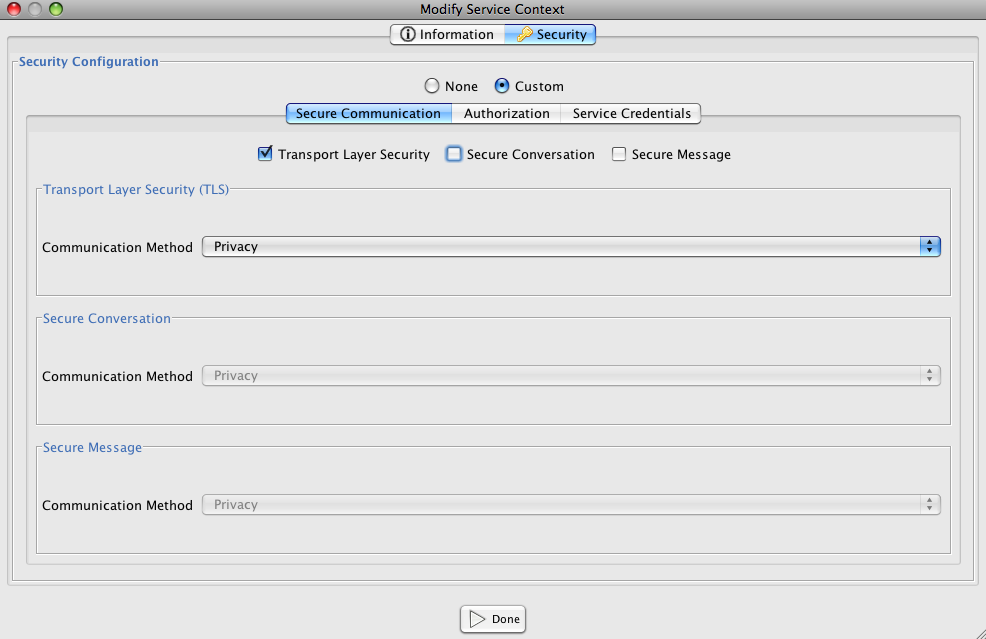 Modify Service Context
Information Security
Security Configuration
None Custom
Secure Communication Authorization Service Credentials
Transport Layer Security Secure Conversation Secure Message
Transport Layer Security (TLS)
Communication Method Privacy
Secure Conversation
Communication Method Privacy
Secure Message
Communication Method Privacy
Done